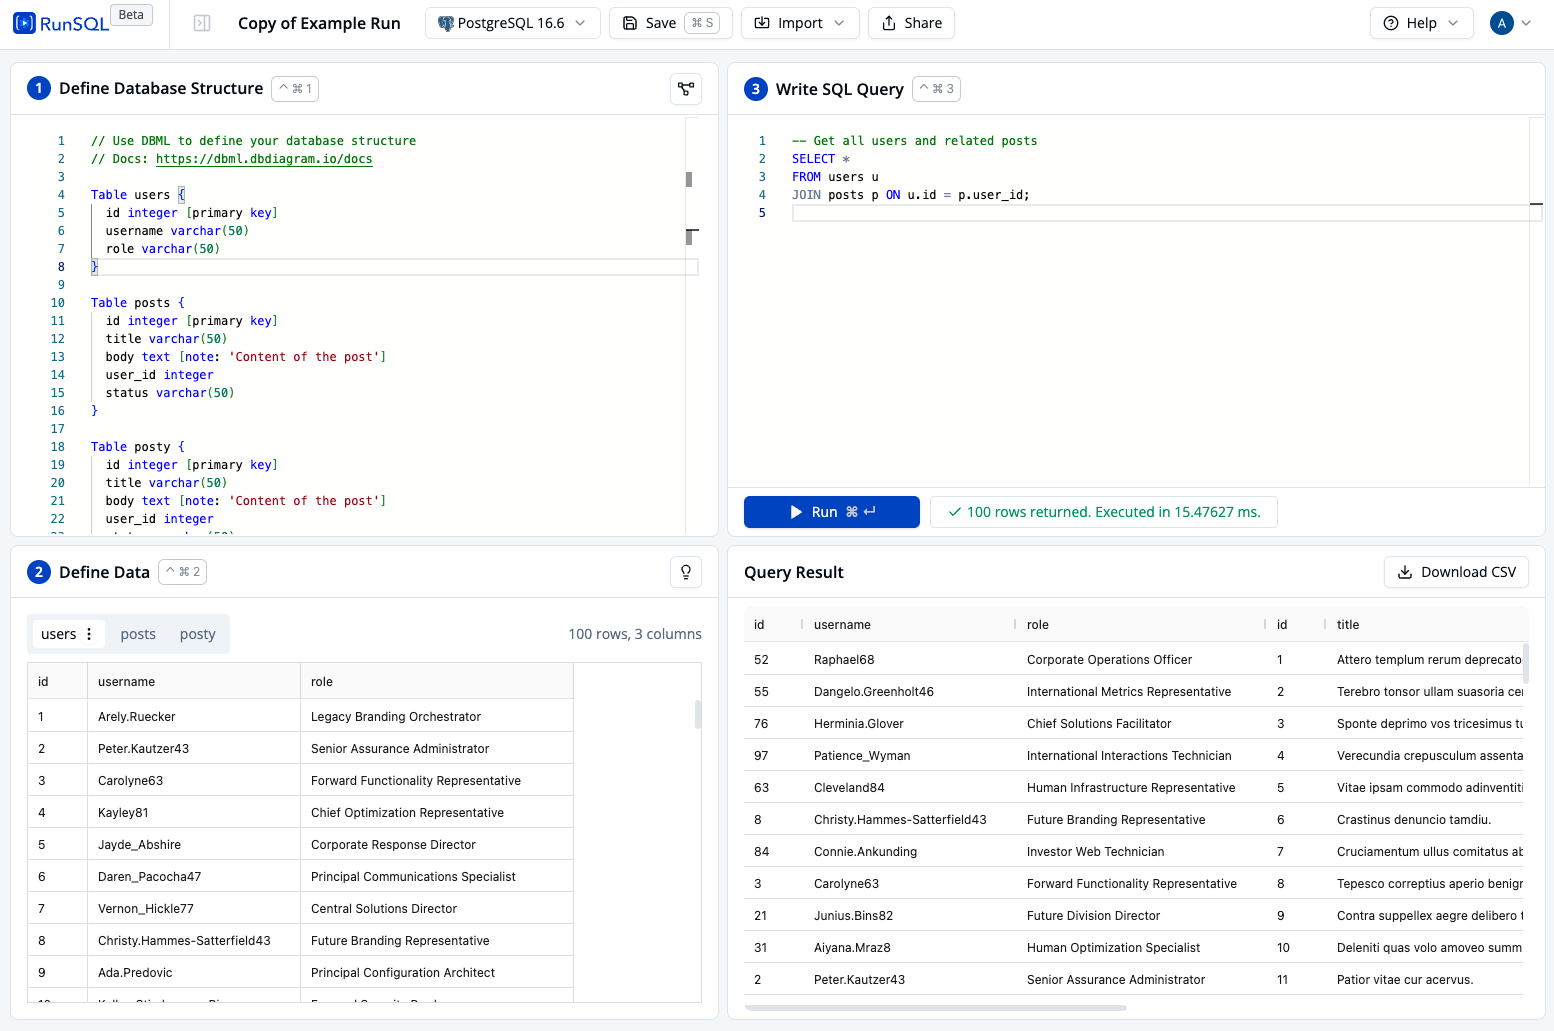 RunSQL
Beta
Copy of Example Run
PostgreSQL 16.6
Save ⌘ S
Import
Share
Help
A
1 Define Database Structure ^ ⌘ 1
1 // Use DBML to define your database structure
2 // Docs: https://dbml.dbdiagram.io/docs
3
4 Table users {
5 id integer [primary key]
6 username varchar(50)
7 role varchar(50)
8 }
9
10 Table posts {
11 id integer [primary key]
12 title varchar(50)
13 body text [note: 'Content of the post']
14 user_id integer
15 status varchar(50)
16 }
17
18 Table posty {
19 id integer [primary key]
20 title varchar(50)
21 body text [note: 'Content of the post']
22 user_id integer
3 Write SQL Query ^ ⌘ 3
1 -- Get all users and related posts
2 SELECT *
3 FROM users u
4 JOIN posts p ON u.id = p.user_id;
5
Run ⌘ ↵
✓ 100 rows returned. Executed in 15.47627 ms.
2 Define Data ^ ⌘ 2
users posts posty
100 rows, 3 columns
id username role
1 Arely.Ruecker Legacy Branding Orchestrator
2 Peter.Kautzer43 Senior Assurance Administrator
3 Carolyne63 Forward Functionality Representative
4 Kayley81 Chief Optimization Representative
5 Jayde_Abshire Corporate Response Director
6 Daren_Pacocha47 Principal Communications Specialist
7 Vernon_Hickle77 Central Solutions Director
8 Christy.Hammes-Satterfield43 Future Branding Representative
9 Ada.Predovic Principal Configuration Architect
Query Result
Download CSV
id username role id title
52 Raphael68 Corporate Operations Officer 1 Attero templum rerum deprecato
55 Dangelo.Greenholt46 International Metrics Representative 2 Terebro tonsor ullam suasoria cer
76 Herminia.Glover Chief Solutions Facilitator 3 Sponte deprimo vos tricesimus tu
97 Patience_Wyman International Interactions Technician 4 Verecundia crepusculum assenta
63 Cleveland84 Human Infrastructure Representative 5 Vitae ipsam commodo adinventiti
8 Christy.Hammes-Satterfield43 Future Branding Representative 6 Crastinus denuncio tamdiu.
84 Connie.Ankunding Investor Web Technician 7 Cruciamentum ullus comitatus ab
3 Carolyne63 Forward Functionality Representative 8 Tepesco correptius aperio benigr
21 Junius.Bins82 Future Division Director 9 Contra suppellex aegre delibero t
31 Aiyana.Mraz8 Human Optimization Specialist 10 Deleniti quas volo amoveo summ
2 Peter.Kautzer43 Senior Assurance Administrator 11 Patior vitae cur acervus.